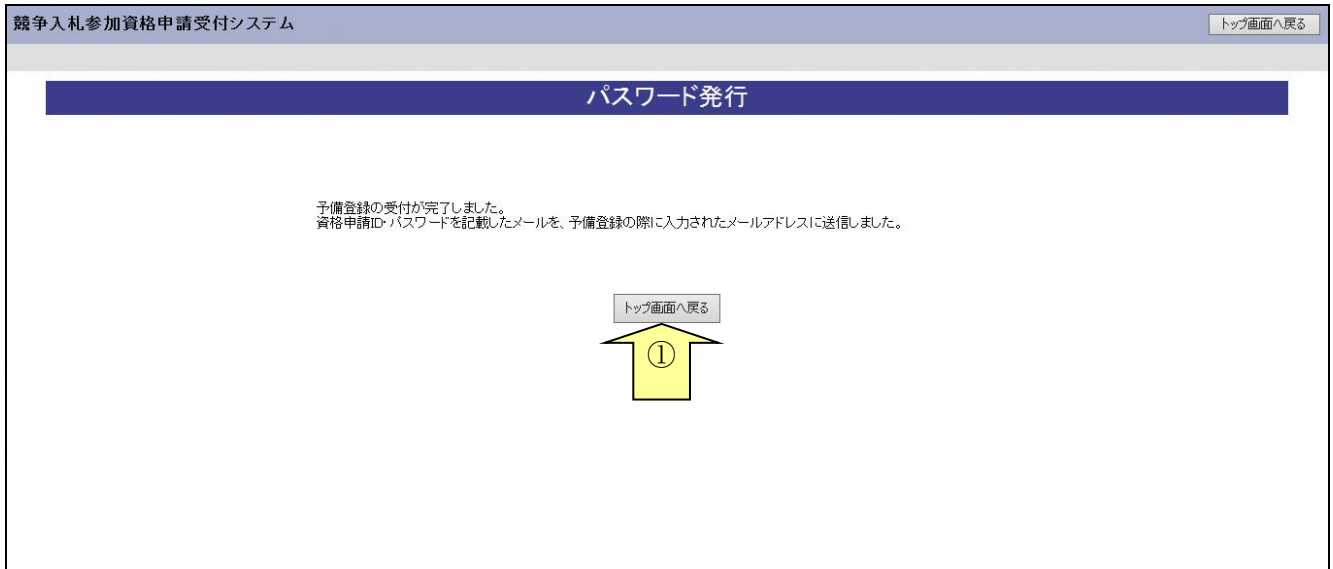 競争入札参加資格申請受付システム
トップ画面へ戻る
パスワード発行
予備登録の受付が完了しました。
資格申請ID・パスワードを記載したメールを、予備登録の際に入力されたメールアドレスに送信しました。
トップ画面へ戻る
①